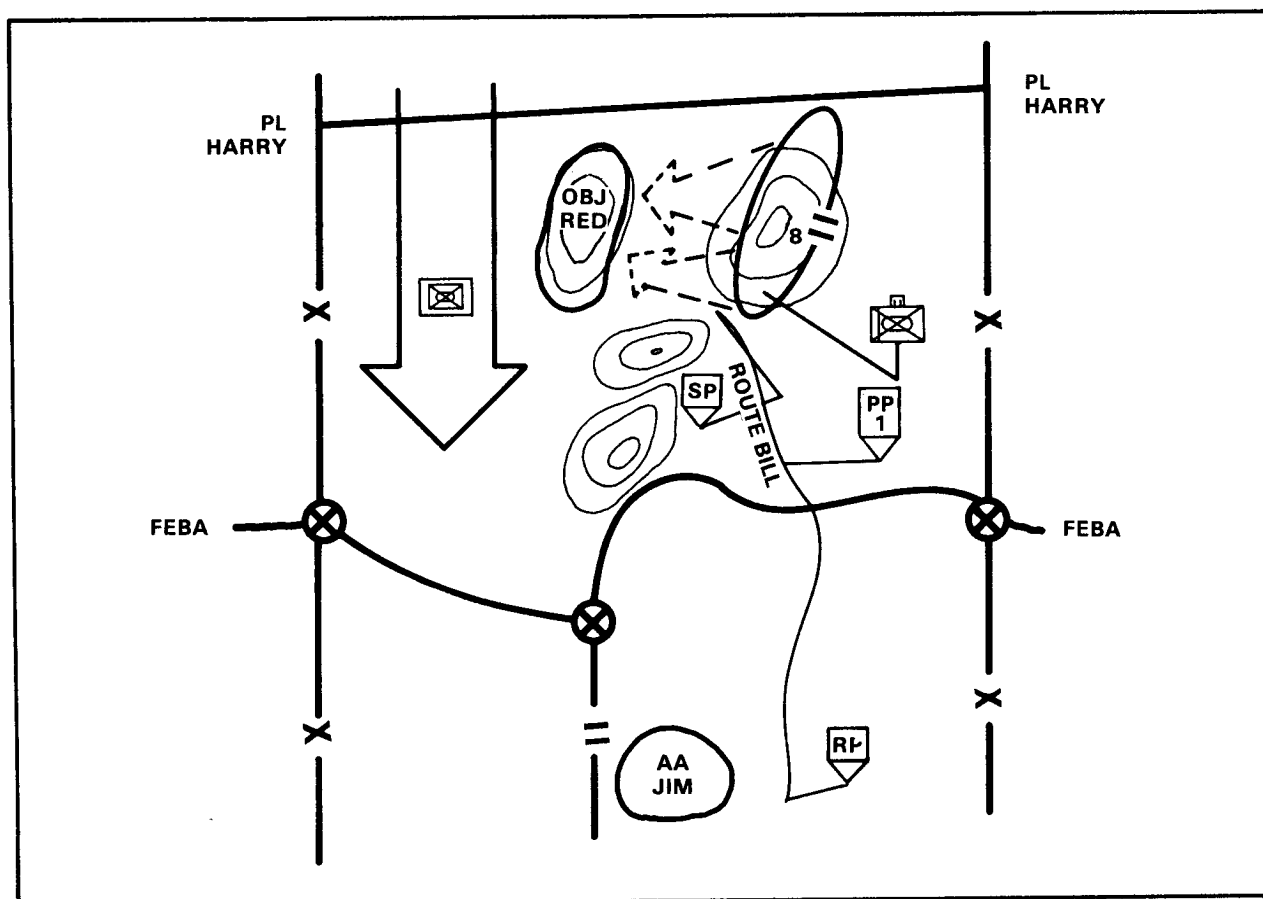 PL
HARRY
PL
HARRY
OBJ
RED
8
SP
ROUTE BILL
PP
1
FEBA
FEBA
RP
AA
JIM